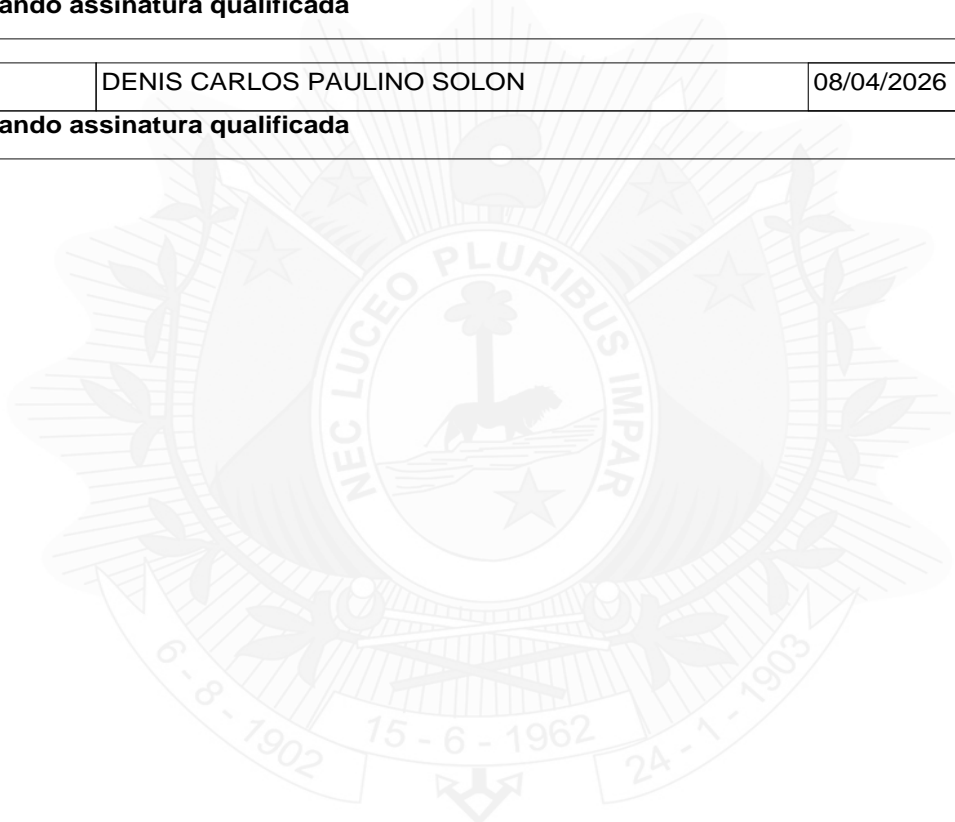 ando assinatura qualificada
DENIS CARLOS PAULINO SOLON 08/04/2026
ando assinatura qualificada
NEC LUCEO PLURIBUS IMPAR
6 - 8 - 1902 15 - 6 - 1962 24 - 1 - 1903